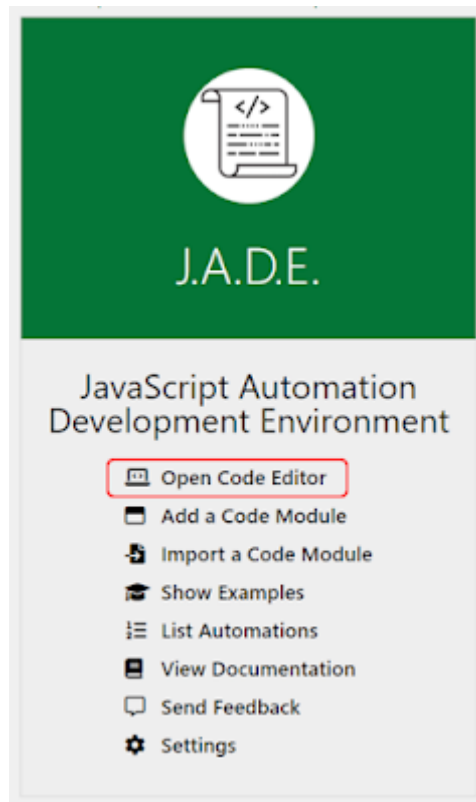 </>
J.A.D.E.
JavaScript Automation
Development Environment
Open Code Editor
Add a Code Module
Import a Code Module
Show Examples
List Automations
View Documentation
Send Feedback
Settings